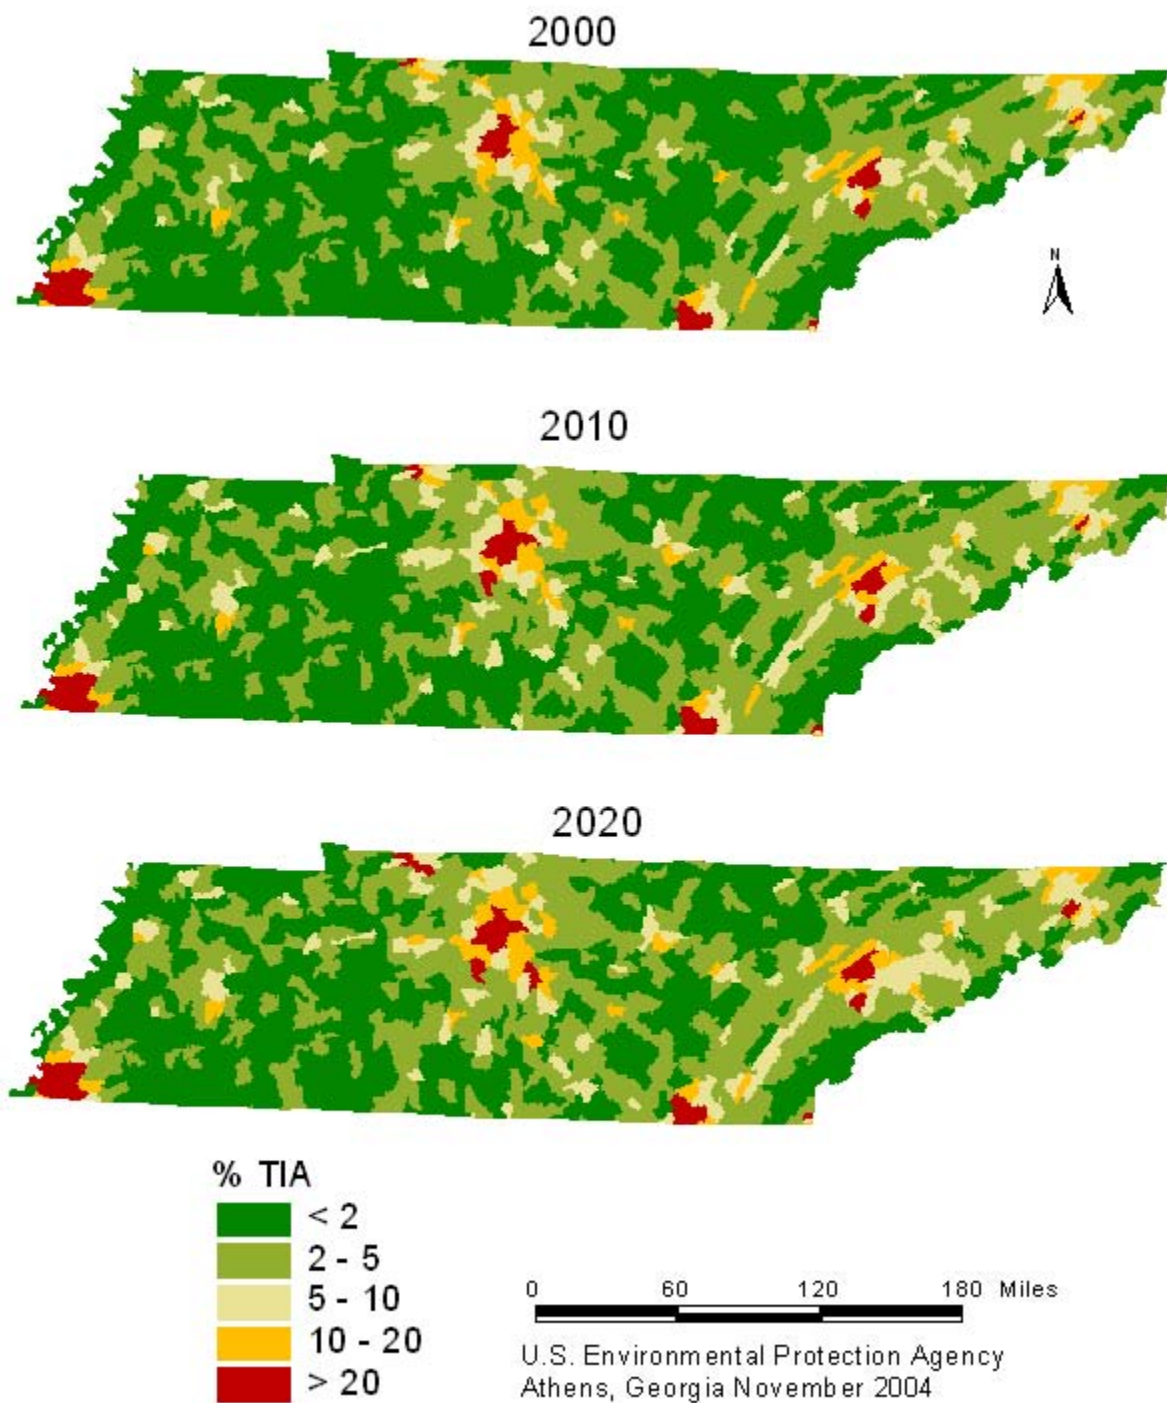 2000
N
2010
2020
% TIA
< 2
2 - 5
5 - 10
10 - 20
> 20
0 60 120 180 Miles
U.S. Environmental Protection Agency
Athens, Georgia November 2004